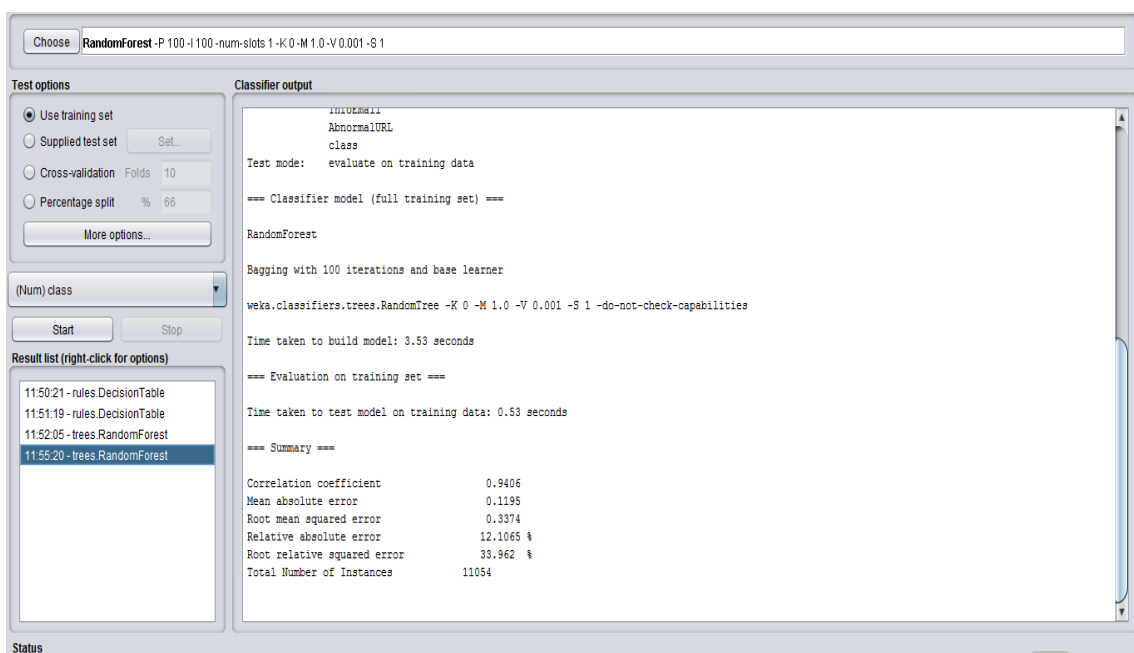 Choose RandomForest -P 100 -I 100 -num-slots 1 -K 0 -M 1.0 -V 0.001 -S 1
Test options
Use training set
Supplied test set Set...
Cross-validation Folds 10
Percentage split % 66
More options...
(Num) class
Start Stop
Result list (right-click for options)
11:50:21 - rules.DecisionTable
11:51:19 - rules.DecisionTable
11:52:05 - trees.RandomForest
11:55:20 - trees.RandomForest
Classifier output
InfoEmail
AbnormalURL
class
Test mode: evaluate on training data
=== Classifier model (full training set) ===
RandomForest
Bagging with 100 iterations and base learner
weka.classifiers.trees.RandomTree -K 0 -M 1.0 -V 0.001 -S 1 -do-not-check-capabilities
Time taken to build model: 3.53 seconds
=== Evaluation on training set ===
Time taken to test model on training data: 0.53 seconds
=== Summary ===
Correlation coefficient 0.9406
Mean absolute error 0.1195
Root mean squared error 0.3374
Relative absolute error 12.1065 %
Root relative squared error 33.962 %
Total Number of Instances 11054
Status